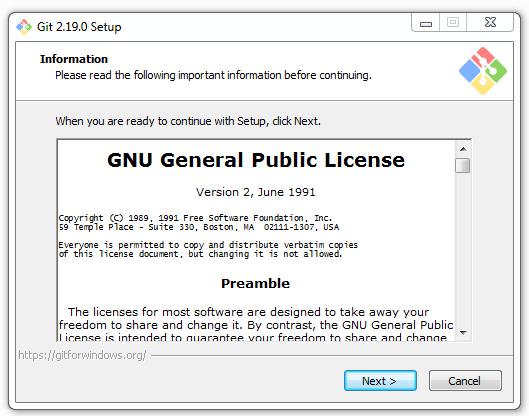 Git 2.19.0 Setup
Information
Please read the following important information before continuing.
When you are ready to continue with Setup, click Next.
GNU General Public License
Version 2, June 1991
Copyright (C) 1989, 1991 Free Software Foundation, Inc.
59 Temple Place - Suite 330, Boston, MA  02111-1307, USA
Everyone is permitted to copy and distribute verbatim copies
of this license document, but changing it is not allowed.
Preamble
The licenses for most software are designed to take away your
freedom to share and change it. By contrast, the GNU General Public
License is intended to guarantee your freedom to share and change
https://gitforwindows.org/
Next >
Cancel